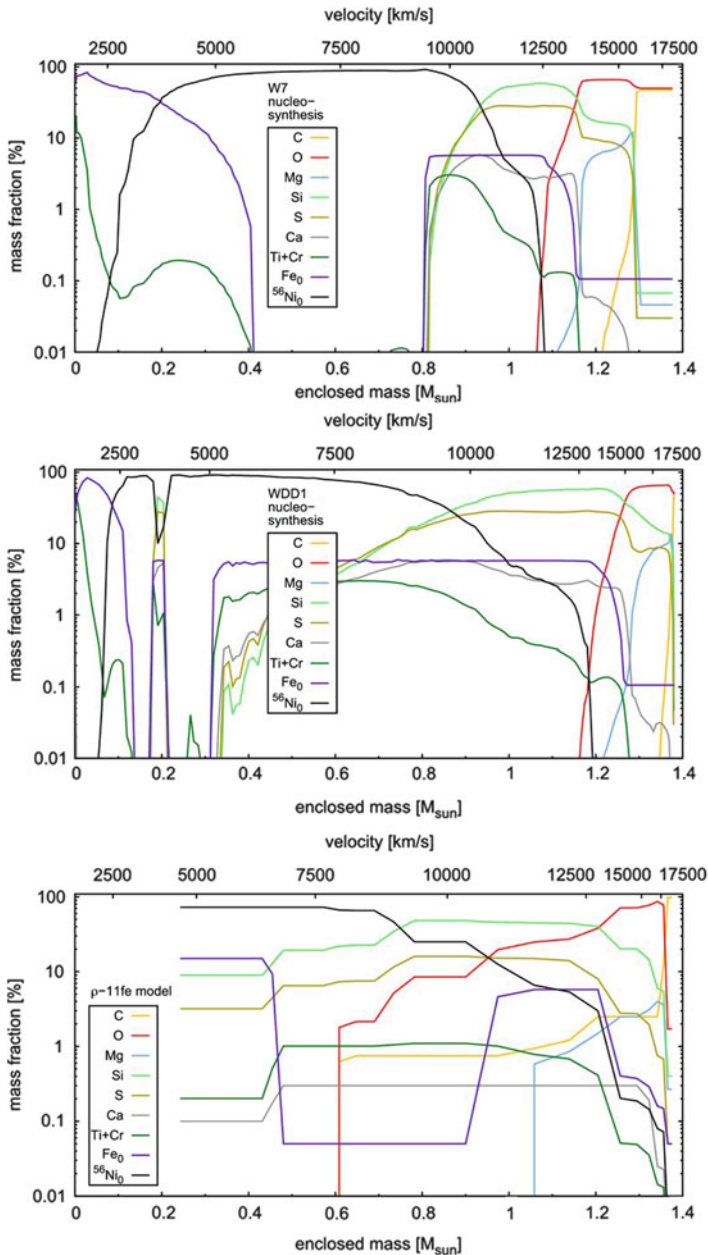 velocity [km/s]
2500 5000 7500 10000 12500 15000 17500
100
10
1
0.1
0.01
mass fraction [%]
W7
nucleo-
synthesis
C
O
Mg
Si
S
Ca
Ti+Cr
Fe0
56Ni0
0 0.2 0.4 0.6 0.8 1 1.2 1.4
enclosed mass [Msun]
velocity [km/s]
2500 5000 7500 10000 12500 15000 17500
100
10
1
0.1
0.01
mass fraction [%]
WDD1
nucleo-
synthesis
C
O
Mg
Si
S
Ca
Ti+Cr
Fe0
56Ni0
0 0.2 0.4 0.6 0.8 1 1.2 1.4
enclosed mass [Msun]
velocity [km/s]
2500 5000 7500 10000 12500 15000 17500
100
10
1
0.1
0.01
mass fraction [%]
ρ-11fe model
C
O
Mg
Si
S
Ca
Ti+Cr
Fe0
56Ni0
0 0.2 0.4 0.6 0.8 1 1.2 1.4
enclosed mass [Msun]